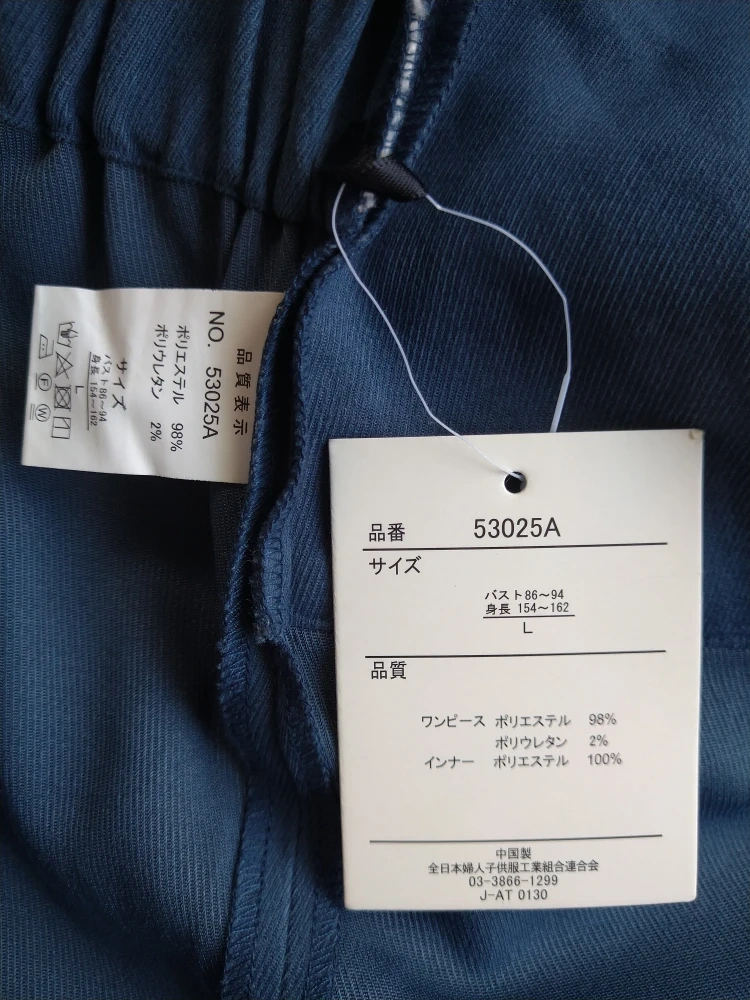 品質表示
NO. 53025A
ポリエステル 98%
ポリウレタン 2%
サイズ
バスト86～94
身長 154～162
L
品番 53025A
サイズ
バスト86～94
身長 154～162
L
品質
ワンピース ポリエステル 98%
ポリウレタン 2%
インナー ポリエステル 100%
中国製
全日本婦人子供服工業組合連合会
03-3866-1299
J-AT 0130